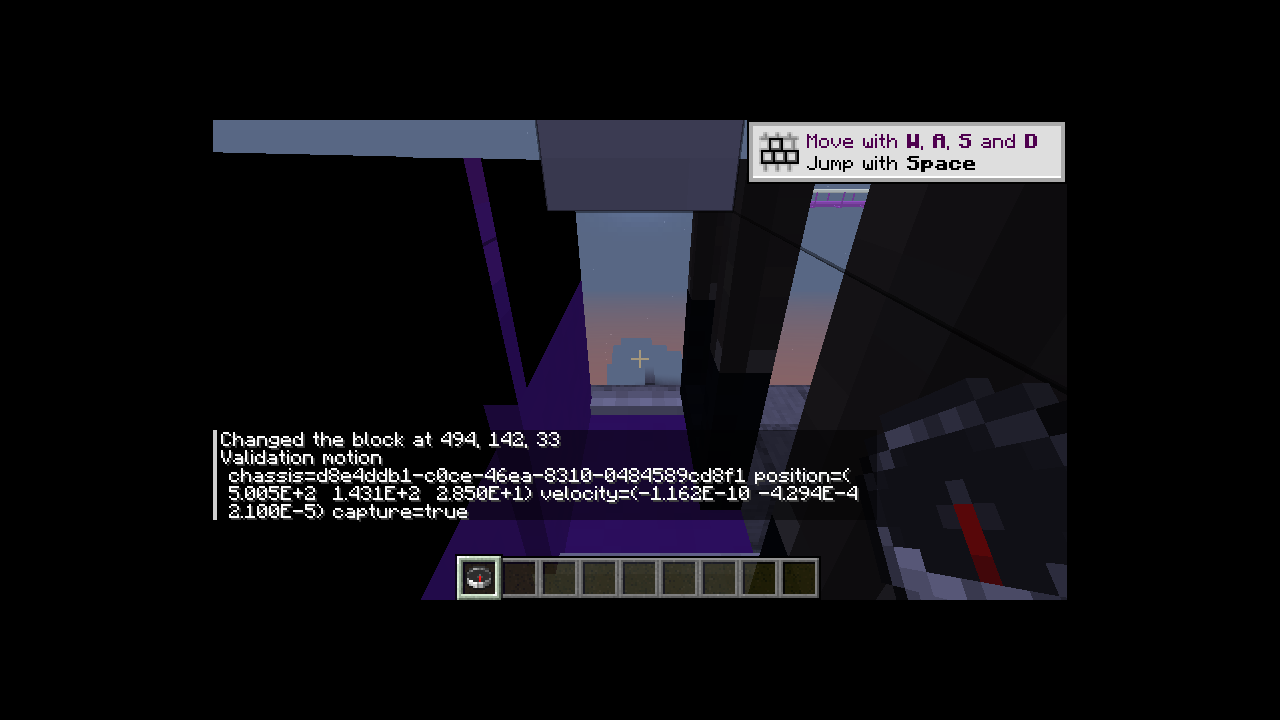 Move with W, A, S and D
Jump with Space
Changed the block at 494, 142, 33
Validation motion
chassis=d8e4ddb1-c0ce-46ea-8310-0484589cd8f1 position=(
5.005E+2 1.431E+2 2.850E+1) velocity=(-1.162E-10 -4.294E-4
2.100E-5) capture=true